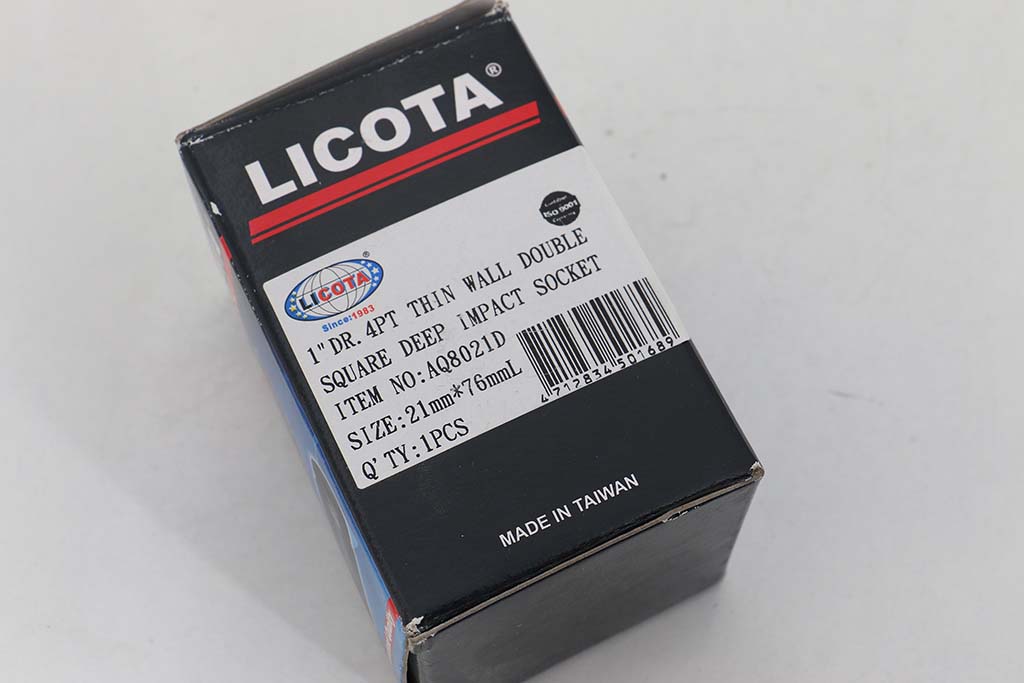 LICOTA®
ISO 9001
LICOTA®
Since:1983
1"DR.4PT THIN WALL DOUBLE
SQUARE DEEP iMPACT SOCKET
ITEM NO:AQ8021D
SIZE:21mm*76mmL
Q'TY:1PCS
4712834501689
MADE IN TAIWAN